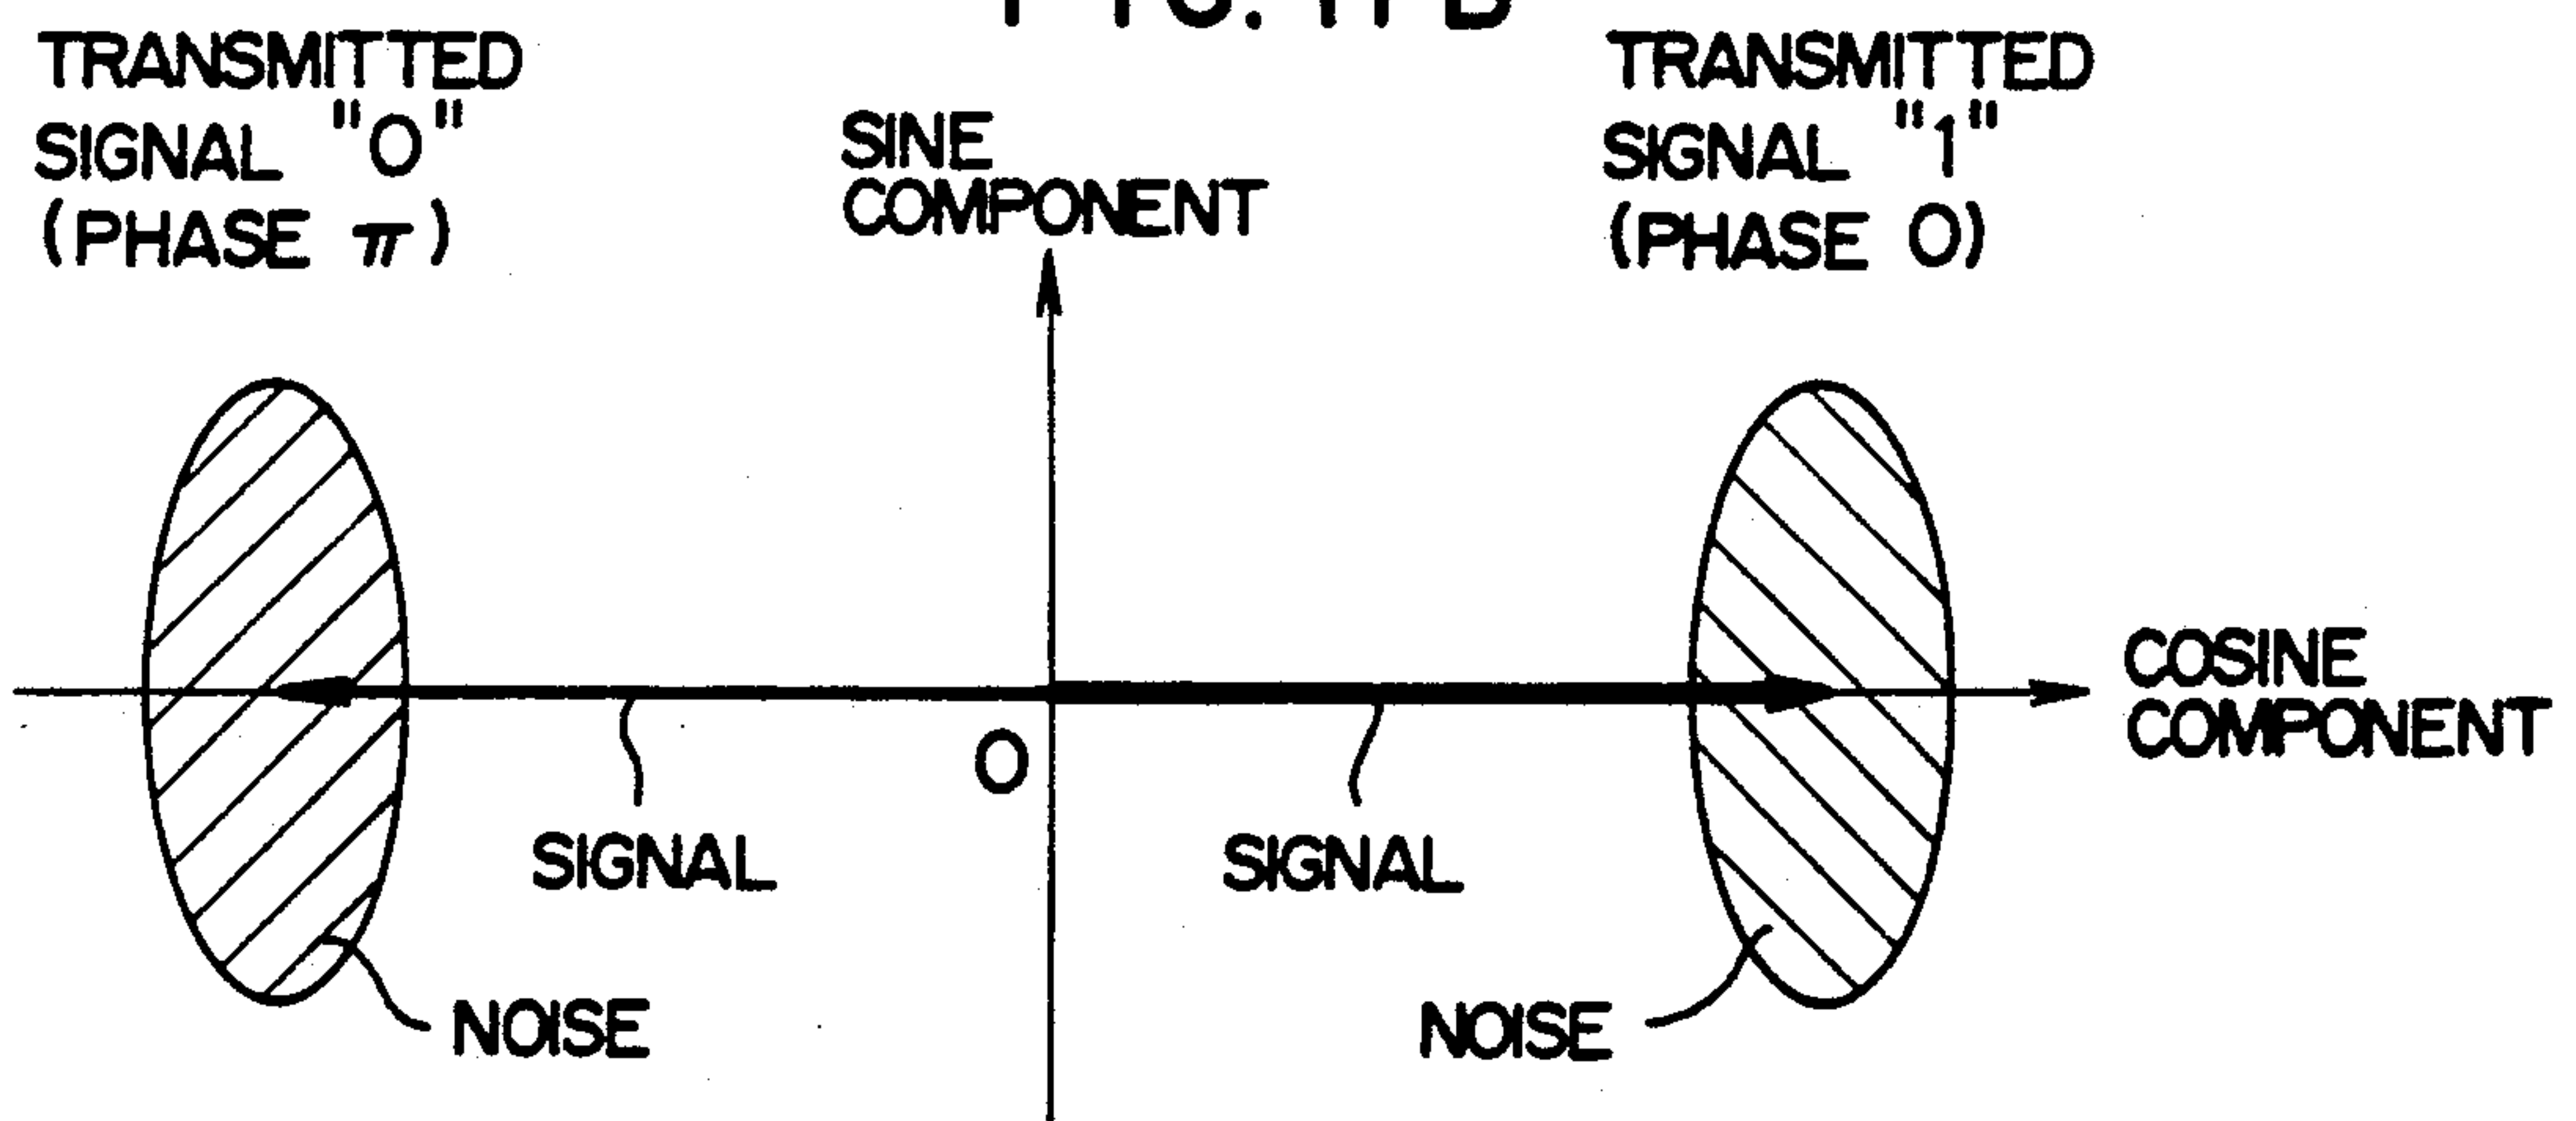 TRANSMITTED
SIGNAL "0"
(PHASE π)
SINE
COMPONENT
TRANSMITTED
SIGNAL "1"
(PHASE 0)
COSINE
COMPONENT
0
SIGNAL
SIGNAL
NOISE
NOISE